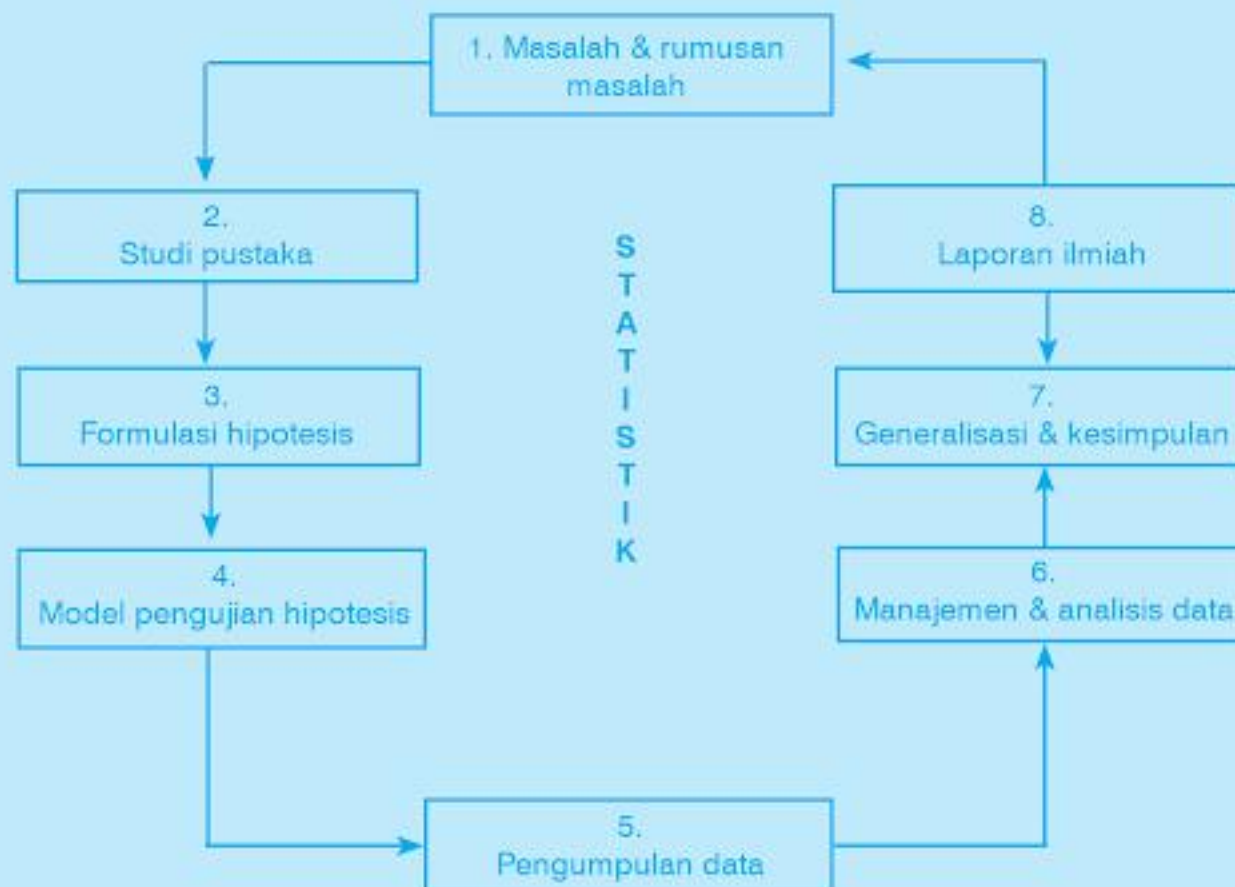 1. Masalah & rumusan
masalah
2.
Studi pustaka
3.
Formulasi hipotesis
4.
Model pengujian hipotesis
5.
Pengumpulan data
6.
Manajemen & analisis data
7.
Generalisasi & kesimpulan
8.
Laporan ilmiah
S
T
A
T
I
S
T
I
K